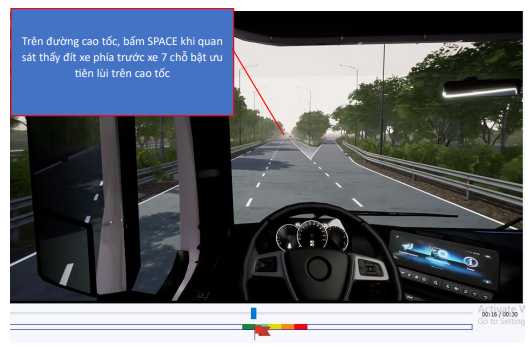 Trên đường cao tốc, bấm SPACE khi quan
sát thấy đít xe phía trước xe 7 chỗ bật ưu
tiên lùi trên cao tốc
Activate W
00:16 / 00:30
Go to Setting